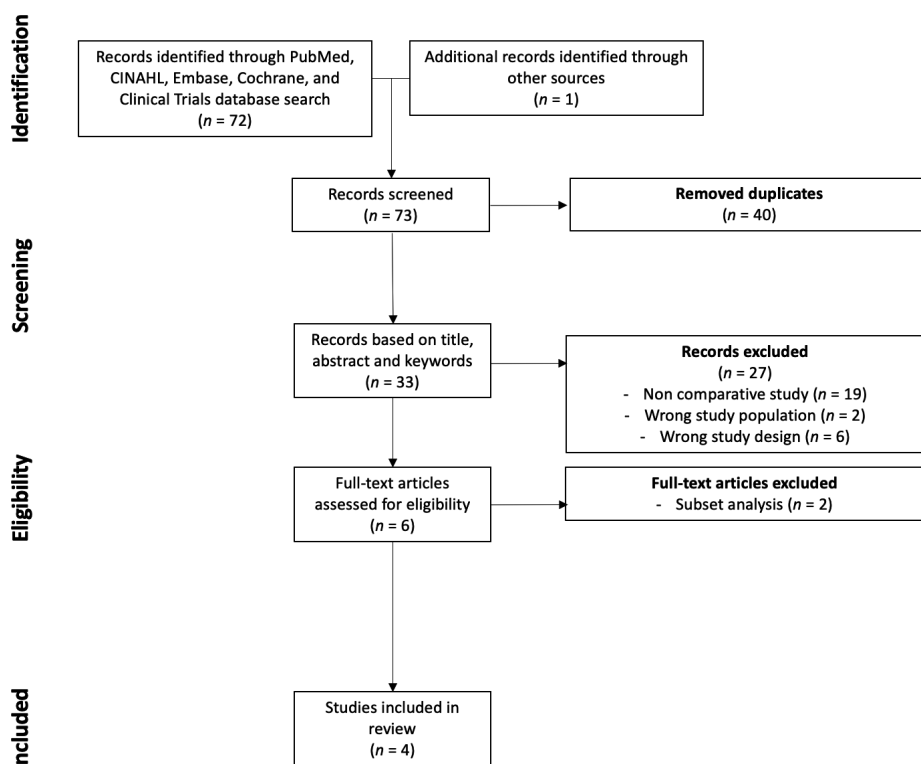 Identification
Records identified through PubMed,
CINAHL, Embase, Cochrane, and
Clinical Trials database search
(n = 72)
Additional records identified through
other sources
(n = 1)
Screening
Records screened
(n = 73)
Removed duplicates
(n = 40)
Records based on title,
abstract and keywords
(n = 33)
Records excluded
(n = 27)
- Non comparative study (n = 19)
- Wrong study population (n = 2)
- Wrong study design (n = 6)
Eligibility
Full-text articles
assessed for eligibility
(n = 6)
Full-text articles excluded
- Subset analysis (n = 2)
ncluded
Studies included in
review
(n = 4)